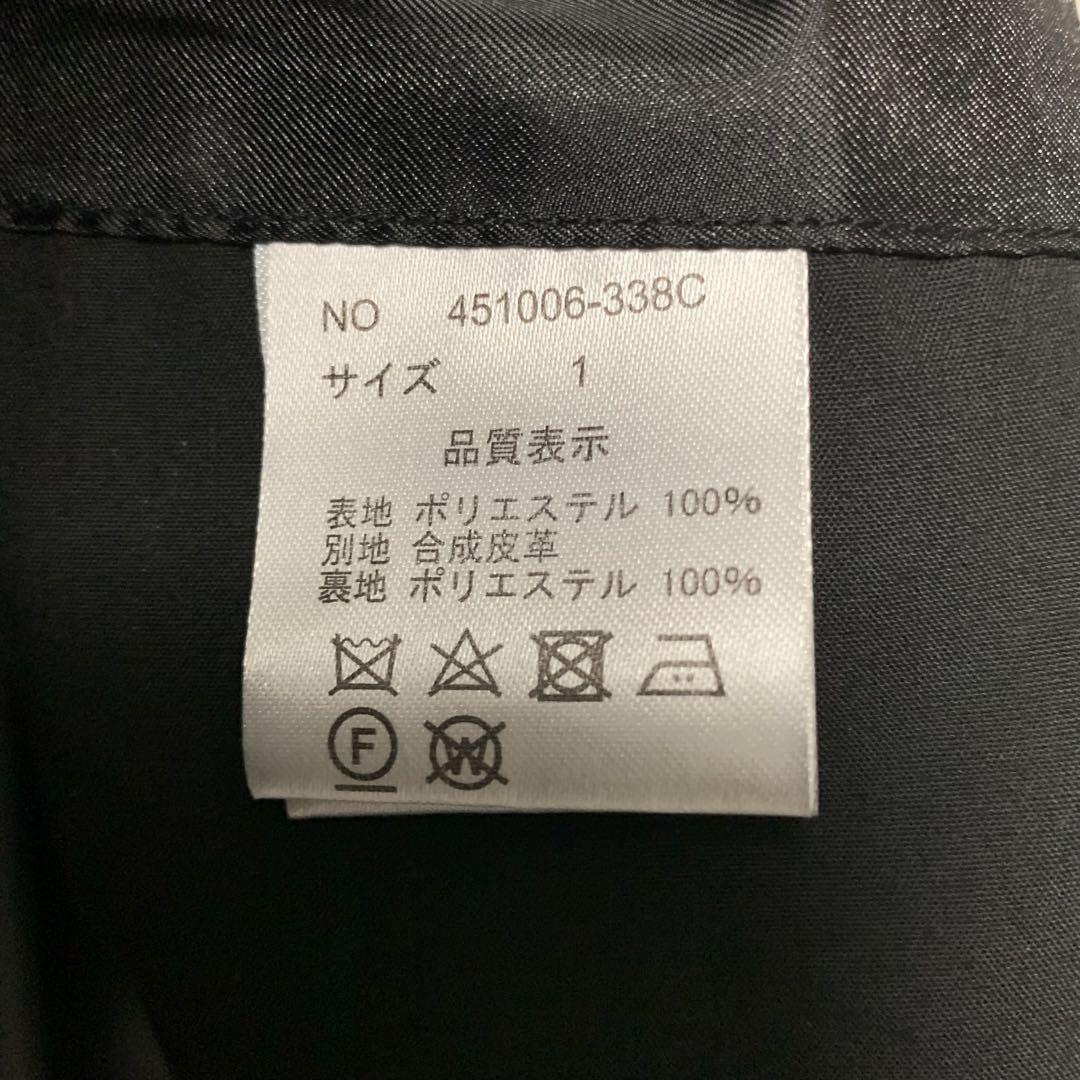 NO 451006-338C
サイズ 1
品質表示
表地 ポリエステル 100%
別地 合成皮革
裏地 ポリエステル 100%
F W